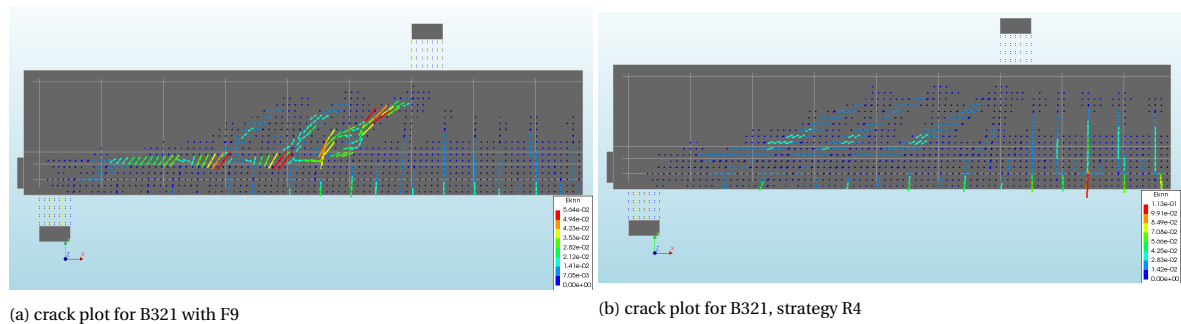 Eknn
5.64e-02
4.94e-02
4.23e-02
3.53e-02
2.82e-02
2.12e-02
1.41e-02
7.05e-03
0.00e+00
Z
X
(a) crack plot for B321 with F9
Eknn
1.13e-01
9.91e-02
8.49e-02
7.08e-02
5.66e-02
4.25e-02
2.83e-02
1.42e-02
0.00e+00
Z
X
(b) crack plot for B321, strategy R4